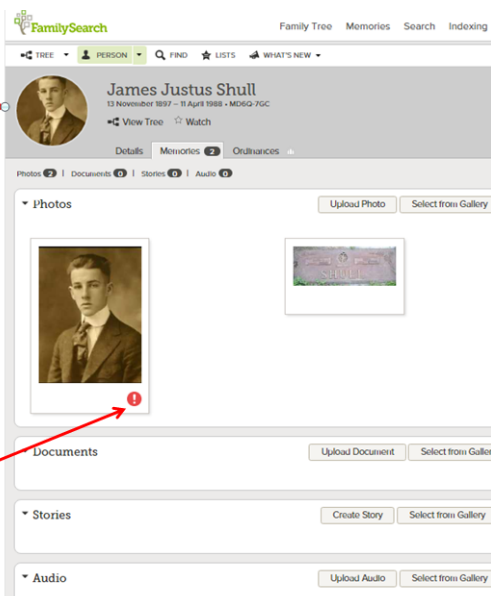 FamilySearch
Family Tree Memories Search Indexing
TREE PERSON FIND LISTS WHAT'S NEW
James Justus Shull
13 November 1897 – 11 April 1988 • MD6Q-7GC
View Tree Watch
Details Memories 2 Ordinances
Photos 2 | Documents 0 | Stories 0 | Audio 0
Photos Upload Photo Select from Gallery
SHULL
Documents Upload Document Select from Galler
Stories Create Story Select from Gallery
Audio Upload Audio Select from Gallery